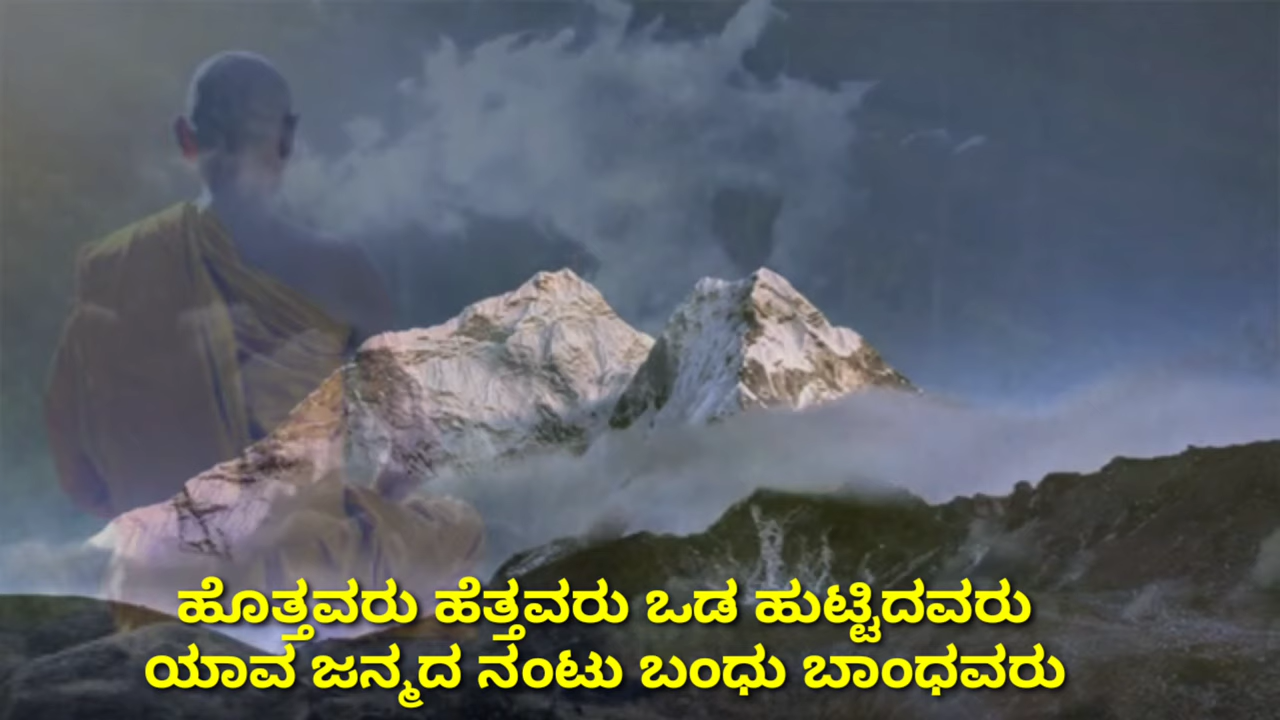 ಹೊತ್ತವರು ಹೆತ್ತವರು ಒಡ ಹುಟ್ಟಿದವರು
ಯಾವ ಜನ್ಮದ ನಂಟು ಬಂಧು ಬಾಂಧವರು